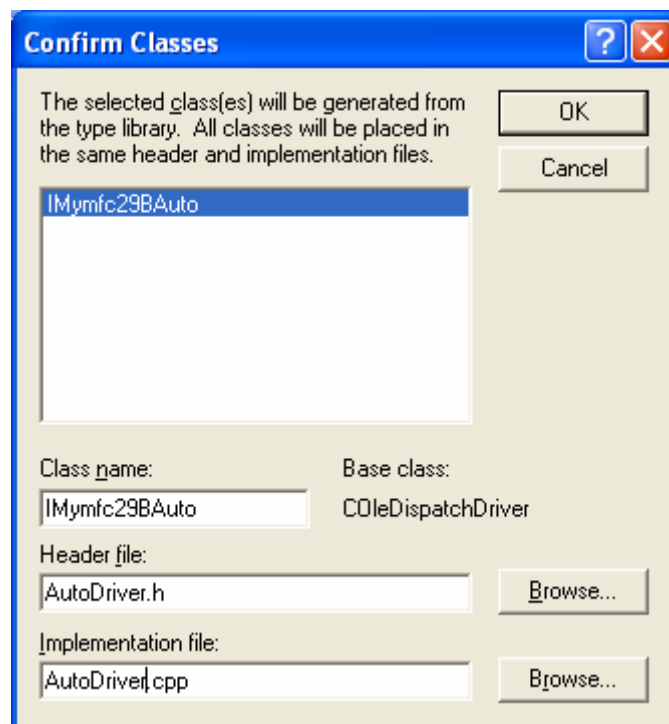 Confirm Classes
The selected class(es) will be generated from
the type library. All classes will be placed in
the same header and implementation files.
OK
Cancel
IMymfc29BAuto
Class name:
Base class:
IMymfc29BAuto
COleDispatchDriver
Header file:
AutoDriver.h
Browse...
Implementation file:
AutoDriver.cpp
Browse...